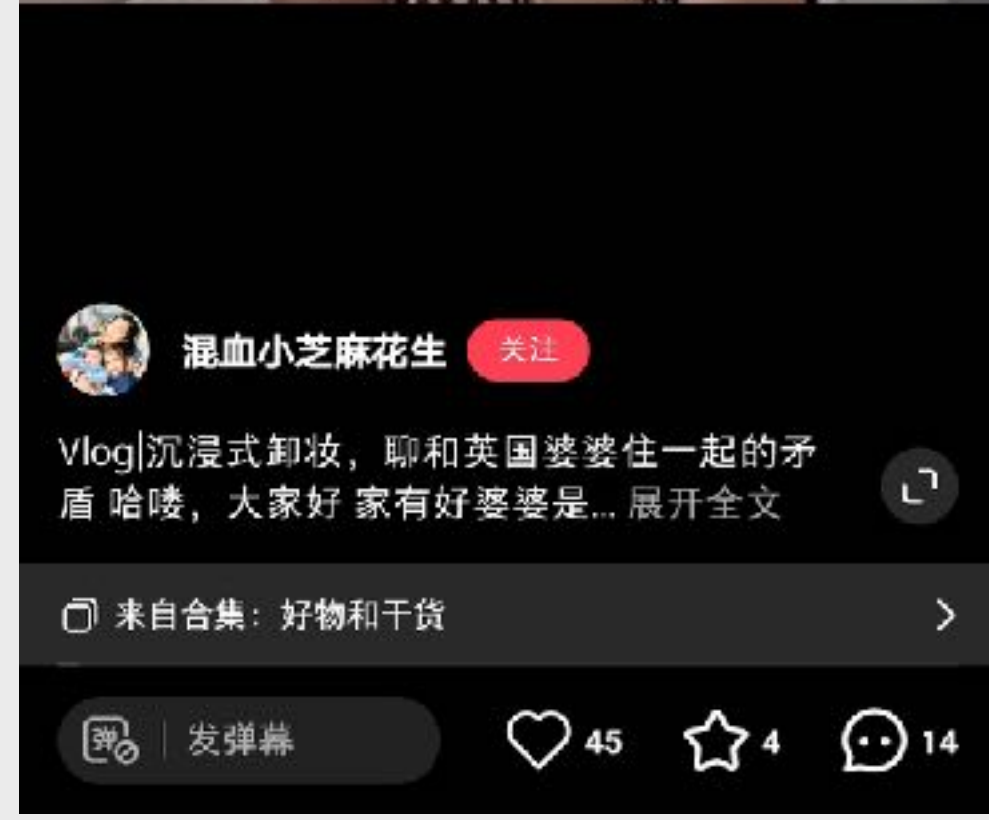 混血小芝麻花生 关注
Vlog|沉浸式卸妆，聊和英国婆婆住一起的矛
盾 哈喽，大家好 家有好婆婆是... 展开全文
来自合集：好物和干货
弹 发弹幕 45 4 14